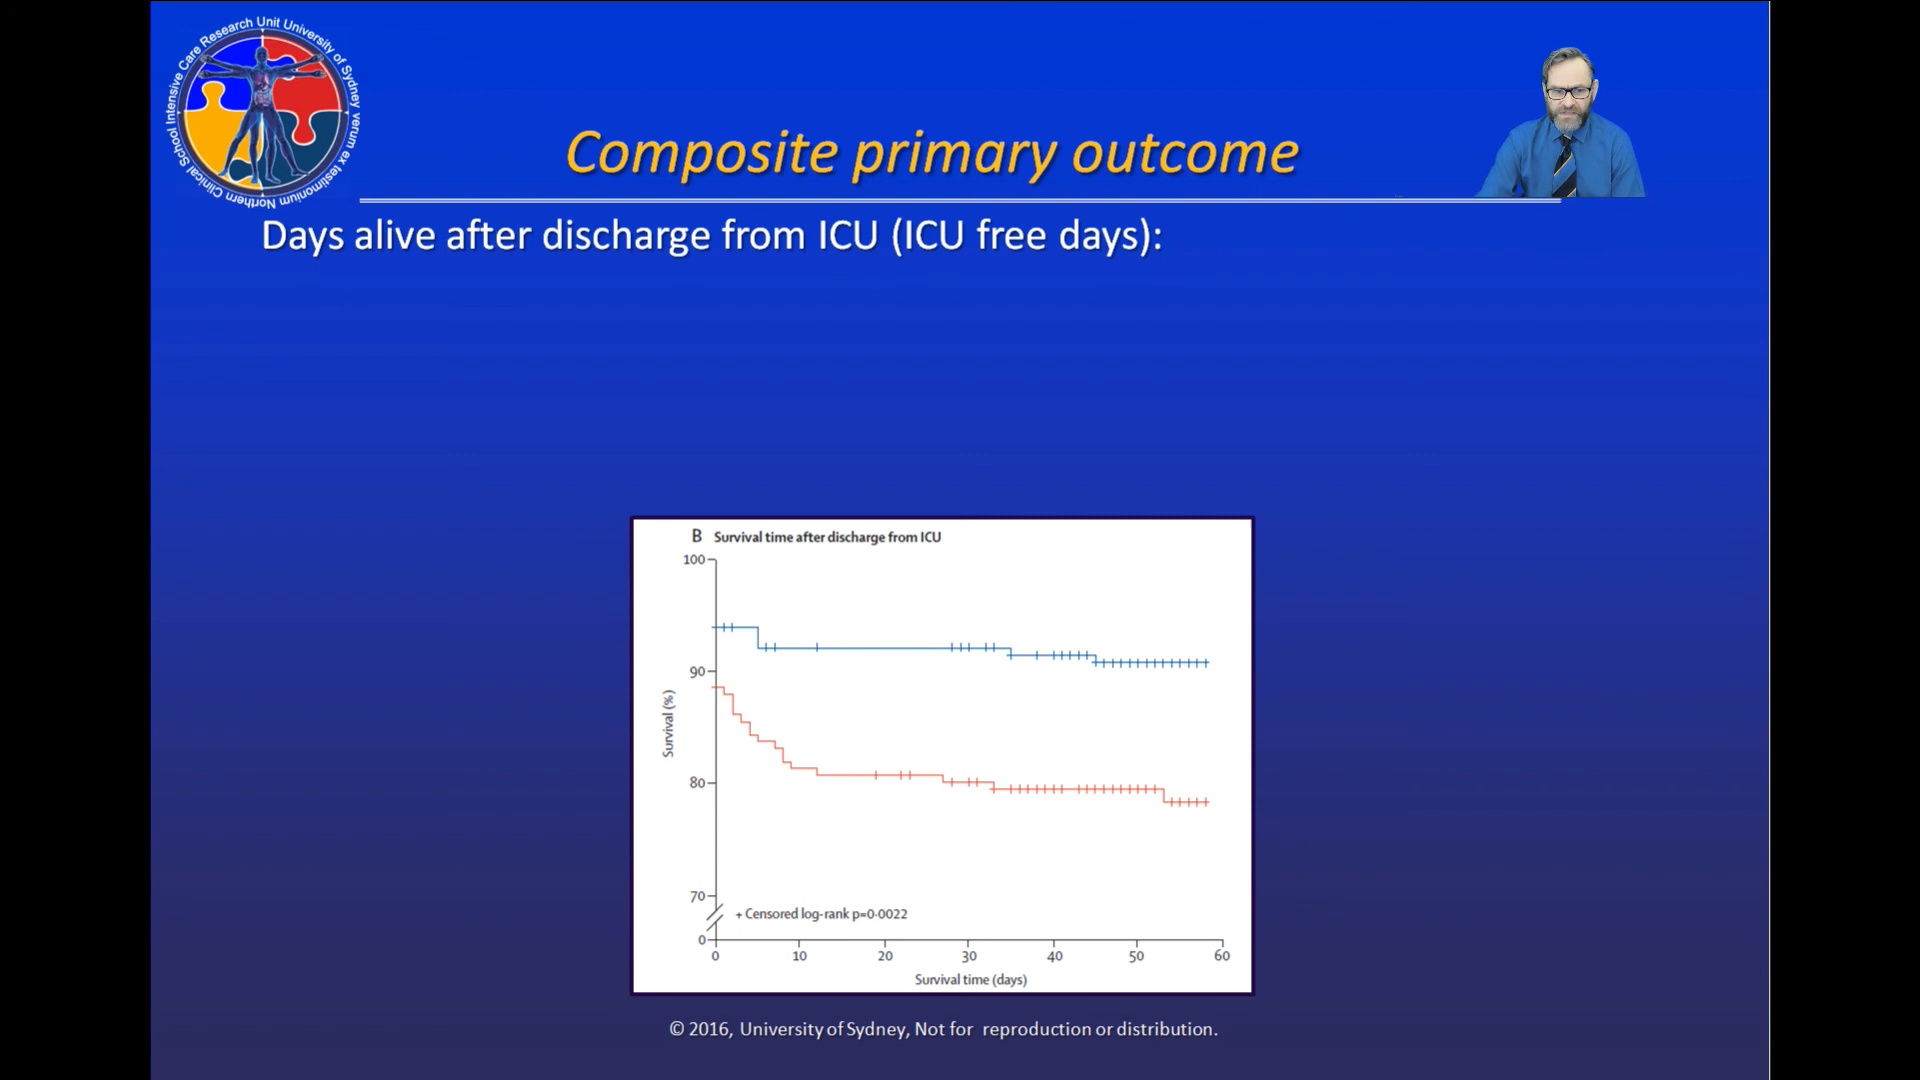 Northern Clinical School Intensive Care Research Unit University of Sydney verum ex testimonium
Composite primary outcome
Days alive after discharge from ICU (ICU free days):
B Survival time after discharge from ICU
100
90
80
70
0
Survival (%)
+ Censored log-rank p=0·0022
0 10 20 30 40 50 60
Survival time (days)
© 2016, University of Sydney, Not for reproduction or distribution.